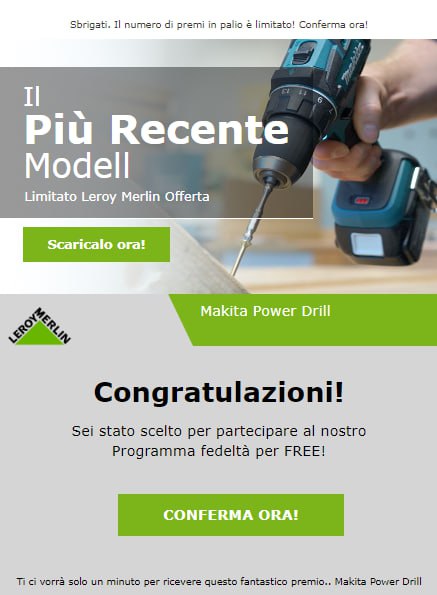 Sbrigati. Il numero di premi in palio è limitato! Conferma ora!
Makita
Il
Più Recente
Modell
Limitato Leroy Merlin Offerta
Scaricalo ora!
LEROY MERLIN
Makita Power Drill
Congratulazioni!
Sei stato scelto per partecipare al nostro
Programma fedeltà per FREE!
CONFERMA ORA!
Ti ci vorrà solo un minuto per ricevere questo fantastico premio.. Makita Power Drill